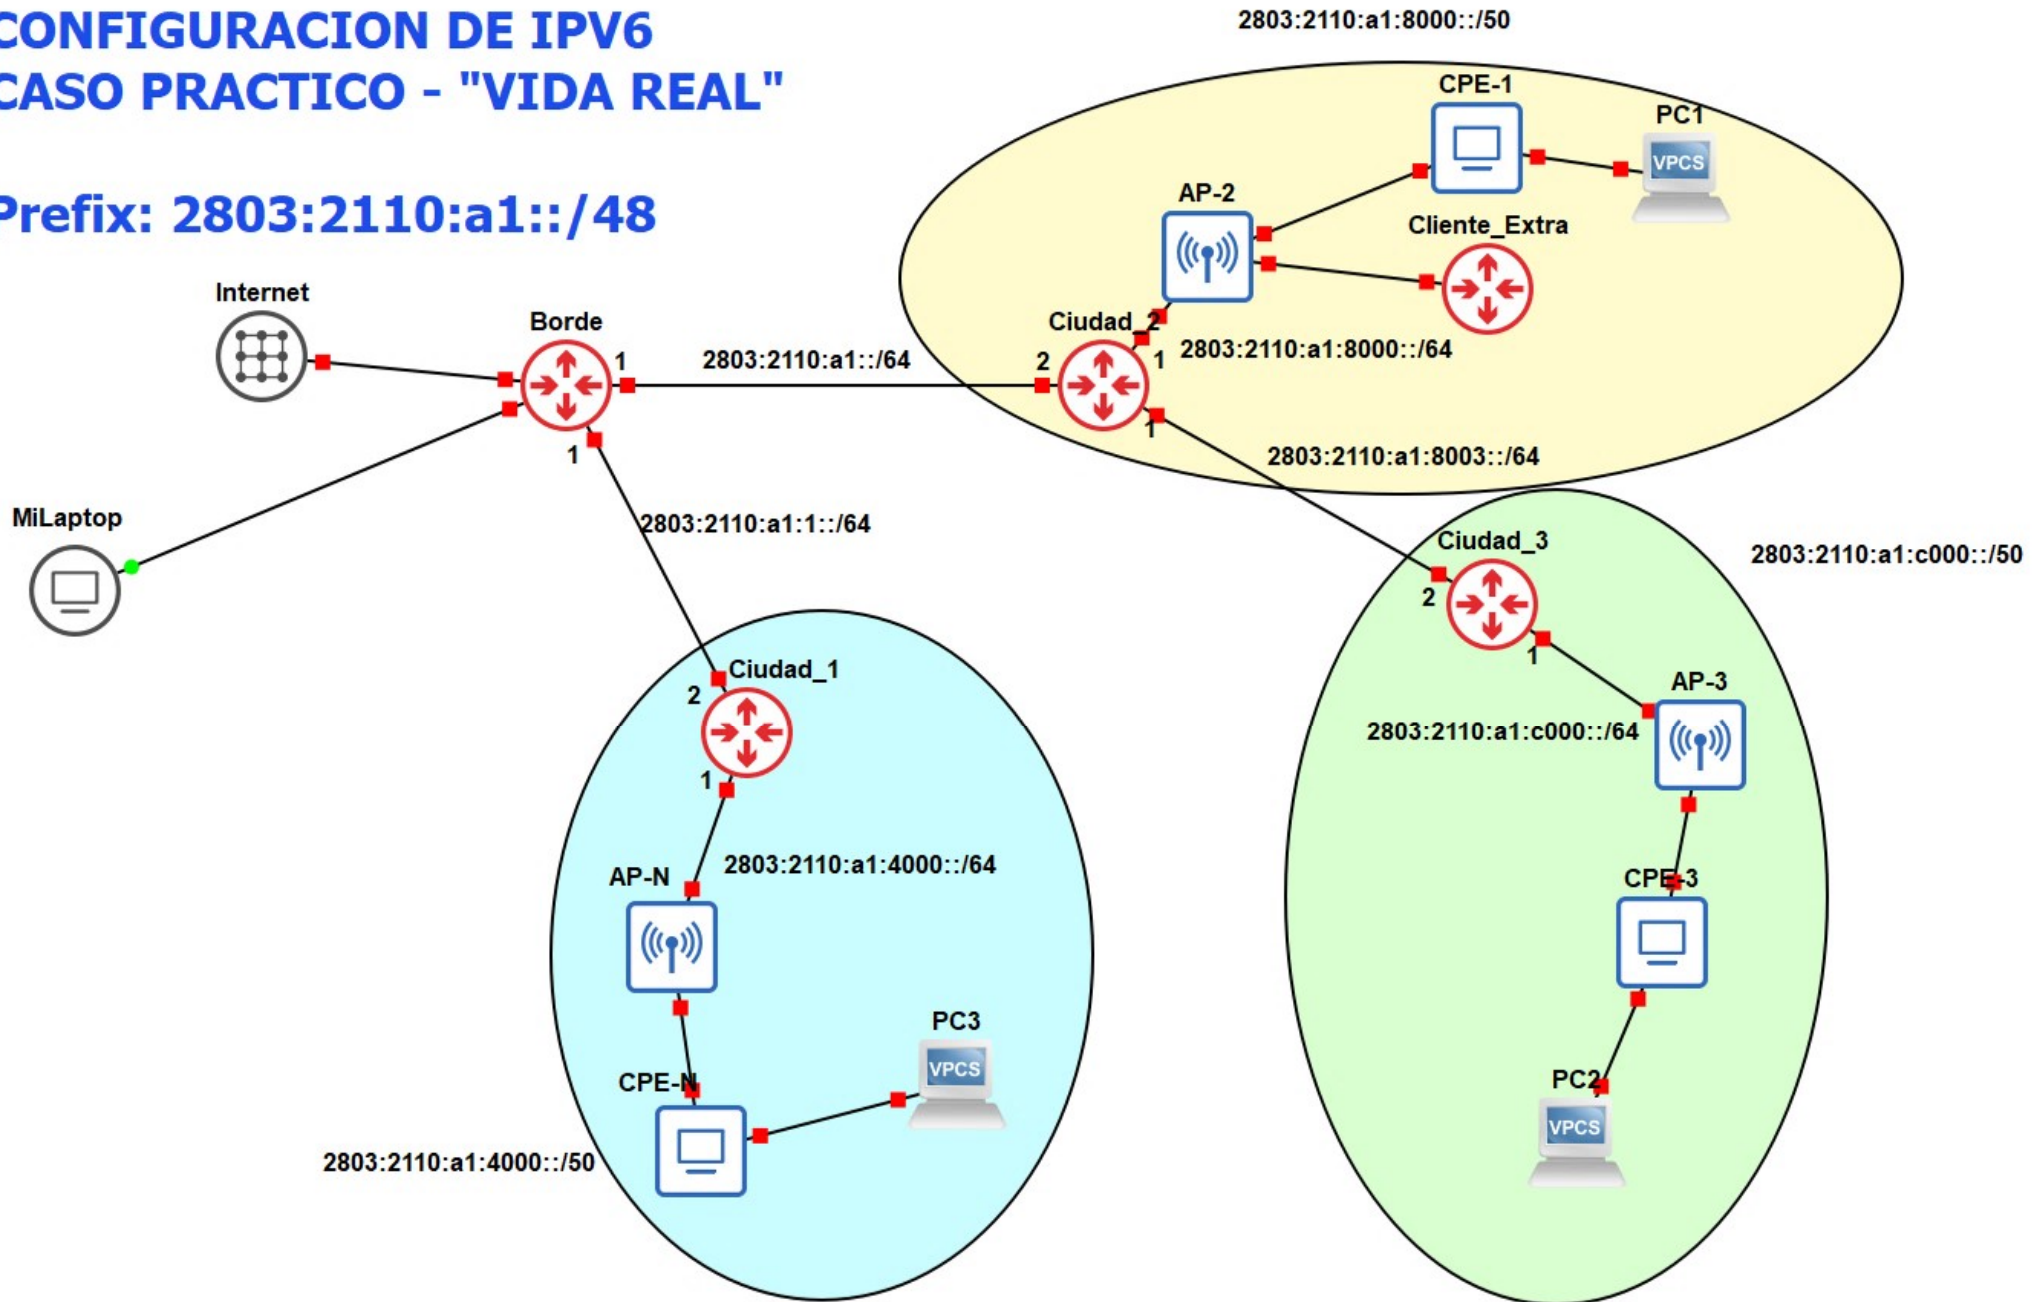 CONFIGURACION DE IPV6
CASO PRACTICO - "VIDA REAL"
Prefix: 2803:2110:a1::/48
2803:2110:a1:8000::/50
CPE-1
PC1
VPCS
AP-2
Cliente_Extra
Internet
Borde
1
2803:2110:a1::/64
2
Ciudad_2
1
2803:2110:a1:8000::/64
1
1
2803:2110:a1:8003::/64
MiLaptop
2803:2110:a1:1::/64
Ciudad_3
2803:2110:a1:c000::/50
2
1
Ciudad_1
2
1
AP-3
2803:2110:a1:c000::/64
2803:2110:a1:4000::/64
AP-N
CPE-3
PC3
VPCS
CPE-N
PC2
VPCS
2803:2110:a1:4000::/50